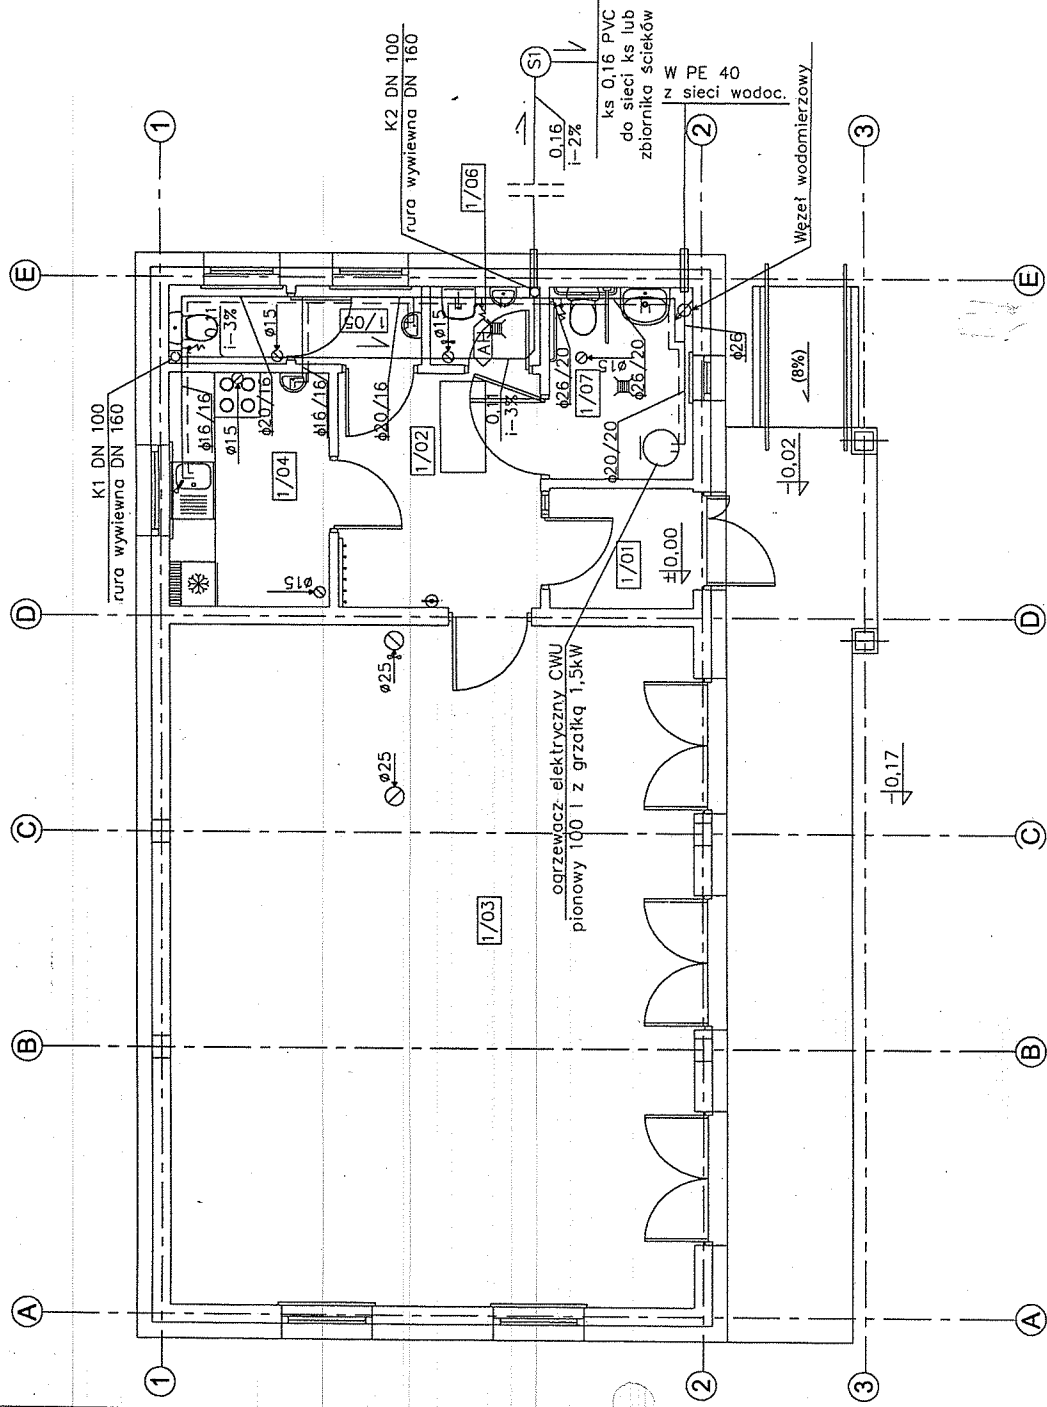 1
1
2
2
3
3
E
E
D
D
C
C
B
B
A
A
K1 DN 100
rura wywiewna DN 160
K2 DN 100
rura wywiewna DN 160
1/06
S1
0,16
i-2%
ks 0,16 PVC
do sieci ks lub
zbiornika ścieków
W PE 40
z sieci wodoc.
Węzeł wodomierzowy
i-3%
ø15
1/05
ø16/16
ø15
ø20/16
ø16/16
ø20/16
1/04
1/02
ø15
ø15
0,11
i-3%
ø26/20
1/07
ø15
ø26/20
ø20/20
ø26
(8%)
-0,02
1/01
±0,00
ø25
ø25
ogrzewacz elektryczny CWU
pionowy 100 l z grzałką 1,5kW
1/03
-0,17